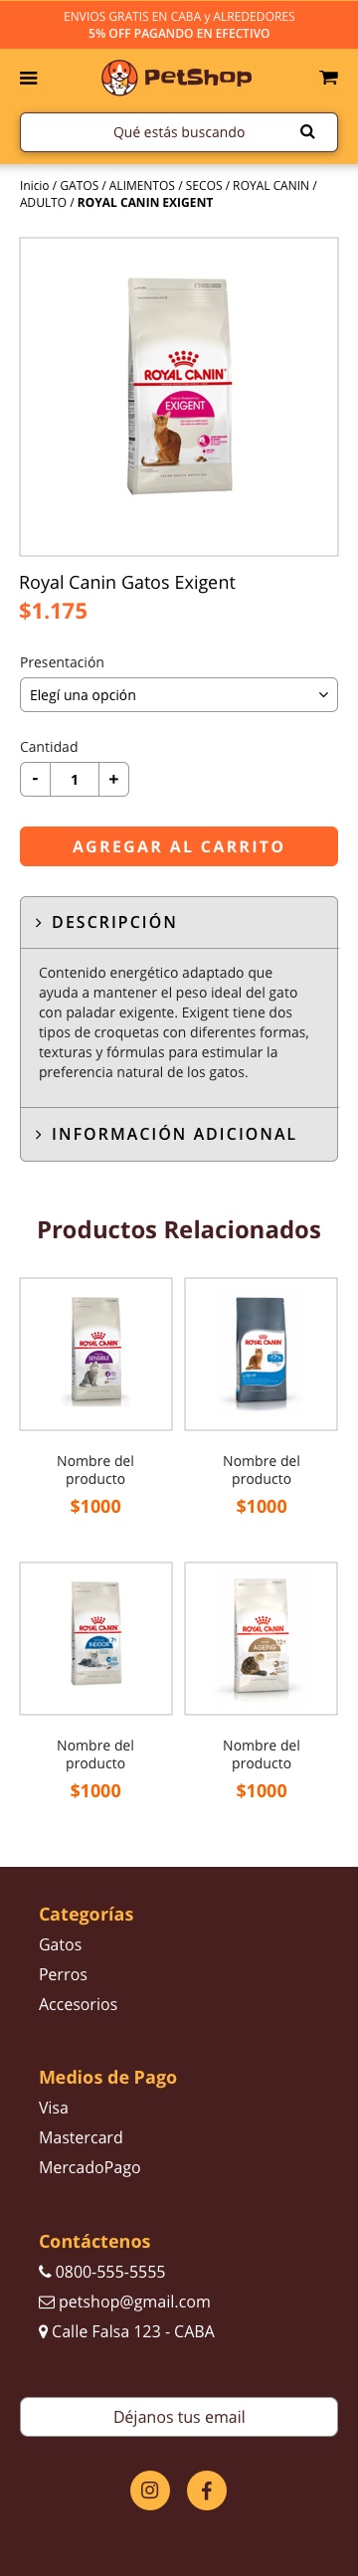 ENVIOS GRATIS EN CABA y ALREDEDORES
5% OFF PAGANDO EN EFECTIVO
PetShop
Qué estás buscando
Inicio / GATOS / ALIMENTOS / SECOS / ROYAL CANIN /
ADULTO / ROYAL CANIN EXIGENT
ROYAL CANIN
EXIGENT
Royal Canin Gatos Exigent
$1.175
Presentación
Elegí una opción
Cantidad
- 1 +
AGREGAR AL CARRITO
> DESCRIPCIÓN
Contenido energético adaptado que
ayuda a mantener el peso ideal del gato
con paladar exigente. Exigent tiene dos
tipos de croquetas con diferentes formas,
texturas y fórmulas para estimular la
preferencia natural de los gatos.
> INFORMACIÓN ADICIONAL
Productos Relacionados
ROYAL CANIN
SENSIBLE
ROYAL CANIN
Nombre del
producto
$1000
Nombre del
producto
$1000
ROYAL CANIN
INDOOR
ROYAL CANIN
AGEING
Nombre del
producto
$1000
Nombre del
producto
$1000
Categorías
Gatos
Perros
Accesorios
Medios de Pago
Visa
Mastercard
MercadoPago
Contáctenos
0800-555-5555
petshop@gmail.com
Calle Falsa 123 - CABA
Déjanos tus email